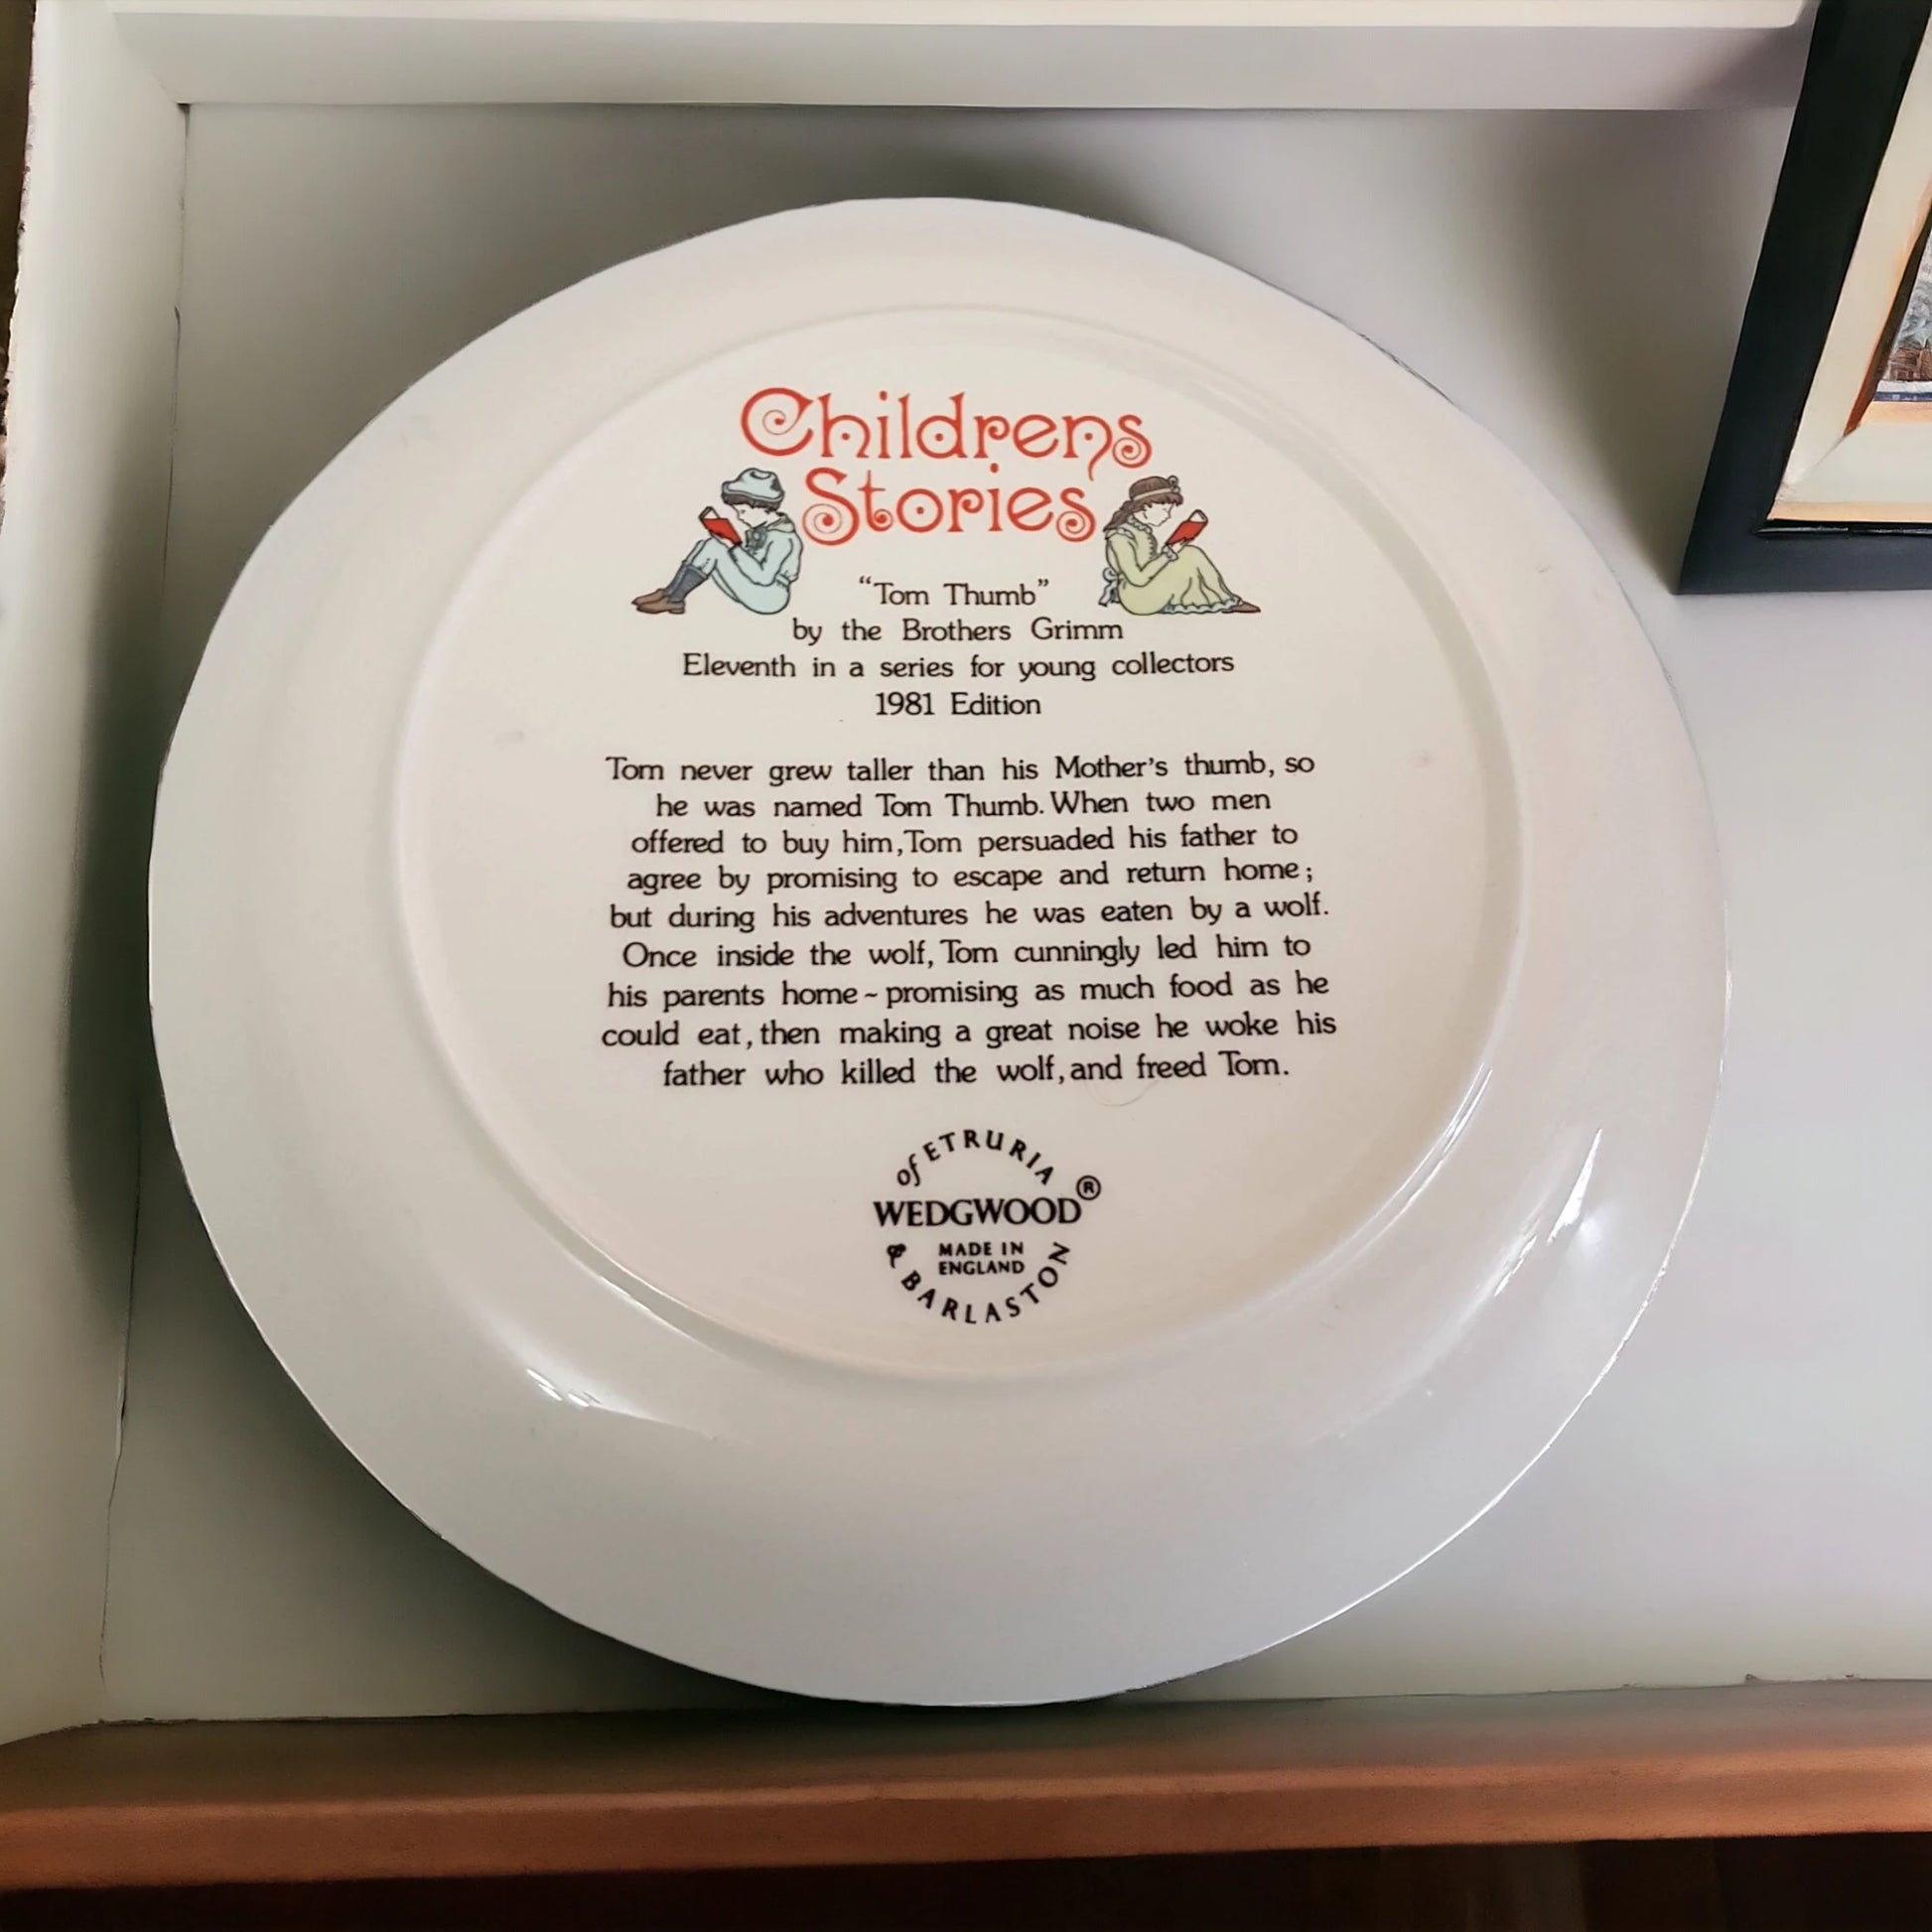 Childrens
Stories
“Tom Thumb”
by the Brothers Grimm
Eleventh in a series for young collectors
1981 Edition
Tom never grew taller than his Mother’s thumb, so
he was named Tom Thumb. When two men
offered to buy him, Tom persuaded his father to
agree by promising to escape and return home;
but during his adventures he was eaten by a wolf.
Once inside the wolf, Tom cunningly led him to
his parents home ~ promising as much food as he
could eat, then making a great noise he woke his
father who killed the wolf, and freed Tom.
of ETRURIA
WEDGWOOD®
MADE IN
ENGLAND
& BARLASTON